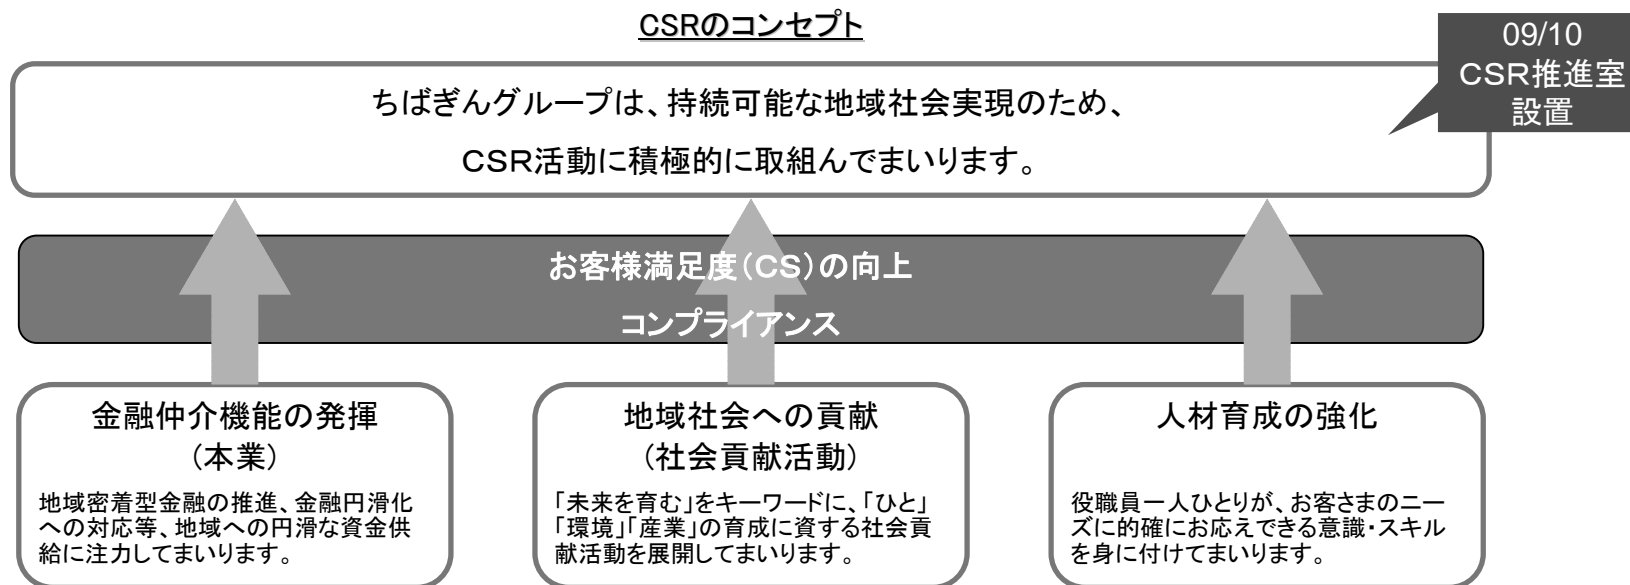 CSRのコンセプト
09/10
CSR推進室
設置
ちばぎんグループは、持続可能な地域社会実現のため、
CSR活動に積極的に取組んでまいります。
お客様満足度(CS)の向上
コンプライアンス
金融仲介機能の発揮
(本業)
地域密着型金融の推進、金融円滑化
への対応等、地域への円滑な資金供
給に注力してまいります。
地域社会への貢献
(社会貢献活動)
「未来を育む」をキーワードに、「ひと」
「環境」「産業」の育成に資する社会貢
献活動を展開してまいります。
人材育成の強化
役職員一人ひとりが、お客さまのニー
ズに的確にお応えできる意識・スキル
を身に付けてまいります。